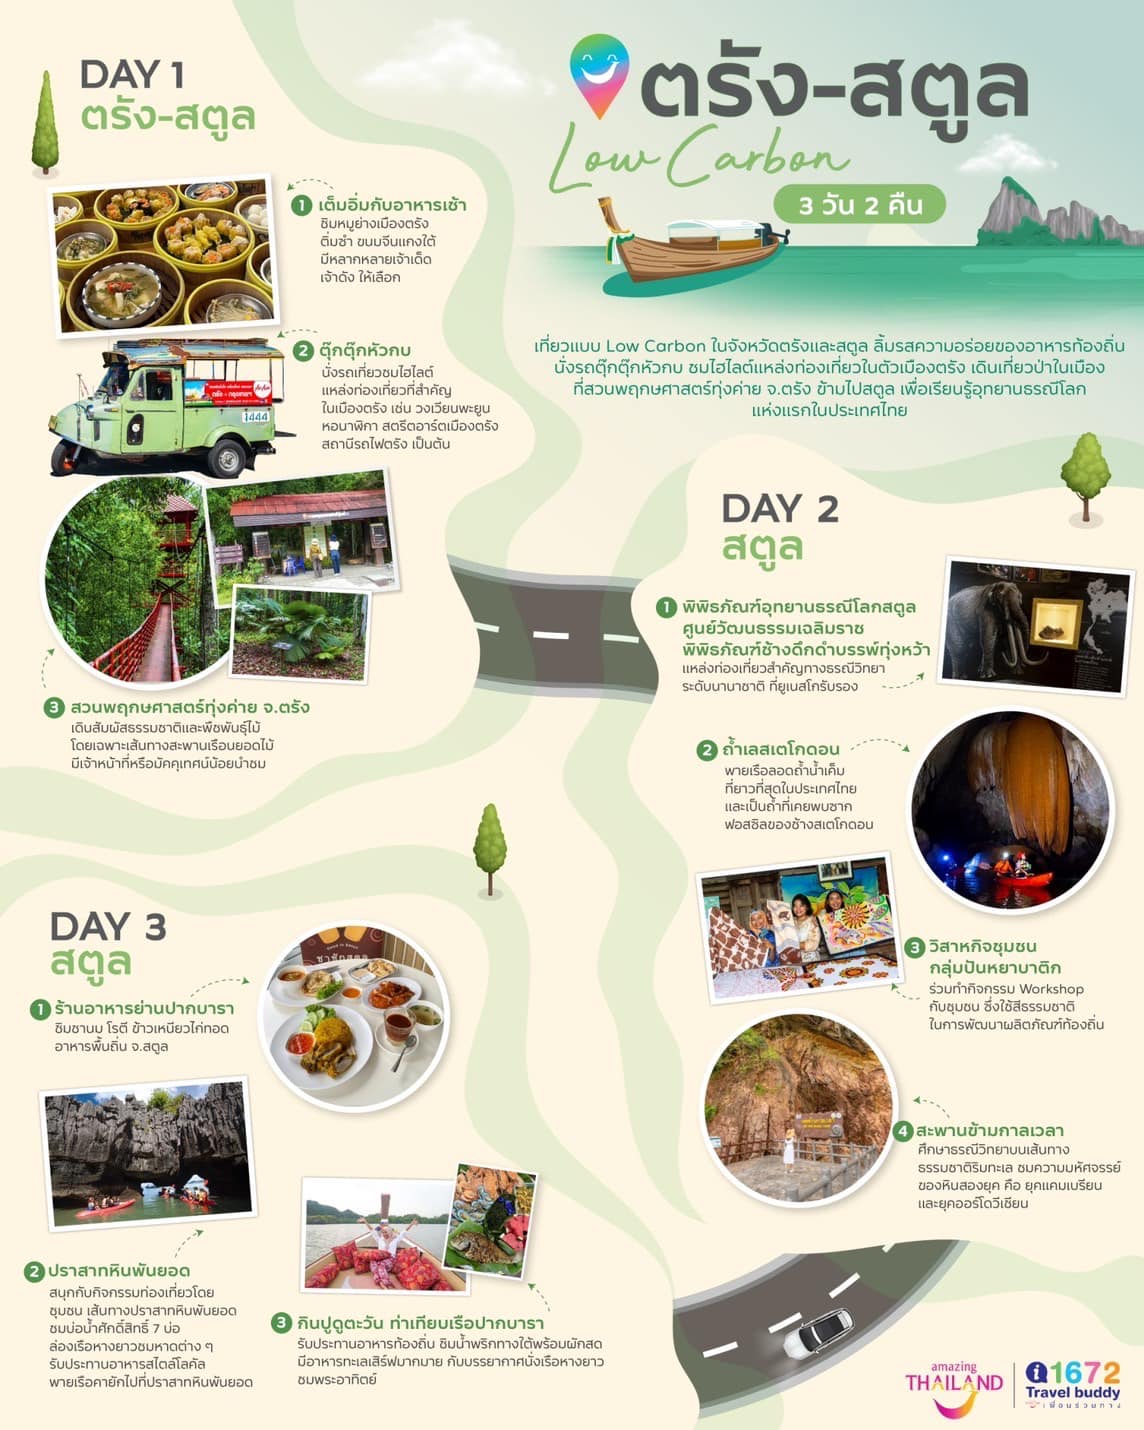 ตรัง-สตูล
Low Carbon
3 วัน 2 คืน
เที่ยวแบบ Low Carbon ในจังหวัดตรังและสตูล ลิ้มรสความอร่อยของอาหารท้องถิ่น
นั่งรถตุ๊กตุ๊กหัวกบ ชมไฮไลต์แหล่งท่องเที่ยวในตัวเมืองตรัง เดินเที่ยวป่าในเมือง
ที่สวนพฤกษศาสตร์ทุ่งค่าย จ.ตรัง ข้ามไปสตูล เพื่อเรียนรู้อุทยานธรณีโลก
แห่งแรกในประเทศไทย
DAY 1
ตรัง-สตูล
1 เต็มอิ่มกับอาหารเช้า
ชิมหมูย่างเมืองตรัง
ติ่มซำ ขนมจีนแกงใต้
มีหลากหลายเจ้าเด็ด
เจ้าดัง ให้เลือก
2 ตุ๊กตุ๊กหัวกบ
นั่งรถเที่ยวชมไฮไลต์
แหล่งท่องเที่ยวที่สำคัญ
ในเมืองตรัง เช่น วงเวียนพะยูน
หอนาฬิกา สตรีตอาร์ตเมืองตรัง
สถานีรถไฟตรัง เป็นต้น
1444
3 สวนพฤกษศาสตร์ทุ่งค่าย จ.ตรัง
เดินสัมผัสธรรมชาติและพืชพันธุ์ไม้
โดยเฉพาะเส้นทางสะพานเรือนยอดไม้
มีเจ้าหน้าที่หรือมัคคุเทศน์น้อยนำชม
DAY 2
สตูล
1 พิพิธภัณฑ์อุทยานธรณีโลกสตูล
ศูนย์วัฒนธรรมเฉลิมราช
พิพิธภัณฑ์ช้างดึกดำบรรพ์ทุ่งหว้า
แหล่งท่องเที่ยวสำคัญทางธรณีวิทยา
ระดับนานาชาติ ที่ยูเนสโกรับรอง
2 ถ้ำเลสเตโกดอน
พายเรือลอดถ้ำน้ำเค็ม
ที่ยาวที่สุดในประเทศไทย
และเป็นถ้ำที่เคยพบซาก
ฟอสซิลของช้างสเตโกดอน
3 วิสาหกิจชุมชน
กลุ่มปันหยาบาติก
ร่วมทำกิจกรรม Workshop
กับชุมชน ซึ่งใช้สีธรรมชาติ
ในการพัฒนาผลิตภัณฑ์ท้องถิ่น
4 สะพานข้ามกาลเวลา
ศึกษาธรณีวิทยาบนเส้นทาง
ธรรมชาติริมทะเล ชมความมหัศจรรย์
ของหินสองยุค คือ ยุคแคมเบรียน
และยุคออร์โดวีเชียน
DAY 3
สตูล
1 ร้านอาหารย่านปากบารา
ชิมชานม โรตี ข้าวเหนียวไก่ทอด
อาหารพื้นถิ่น จ.สตูล
2 ปราสาทหินพันยอด
สนุกกับกิจกรรมท่องเที่ยวโดย
ชุมชน เส้นทางปราสาทหินพันยอด
ชมบ่อน้ำศักดิ์สิทธิ์ 7 บ่อ
ล่องเรือหางยาวชมหาดต่าง ๆ
รับประทานอาหารสไตล์โลคัล
พายเรือคายักไปที่ปราสาทหินพันยอด
3 กินปูดูตะวัน ท่าเทียบเรือปากบารา
รับประทานอาหารท้องถิ่น ชิมน้ำพริกทางใต้พร้อมผักสด
มีอาหารทะเลเสิร์ฟมากมาย กับบรรยากาศนั่งเรือหางยาว
ชมพระอาทิตย์
amazing
THAILAND
1672
Travel buddy
เพื่อนร่วมทาง